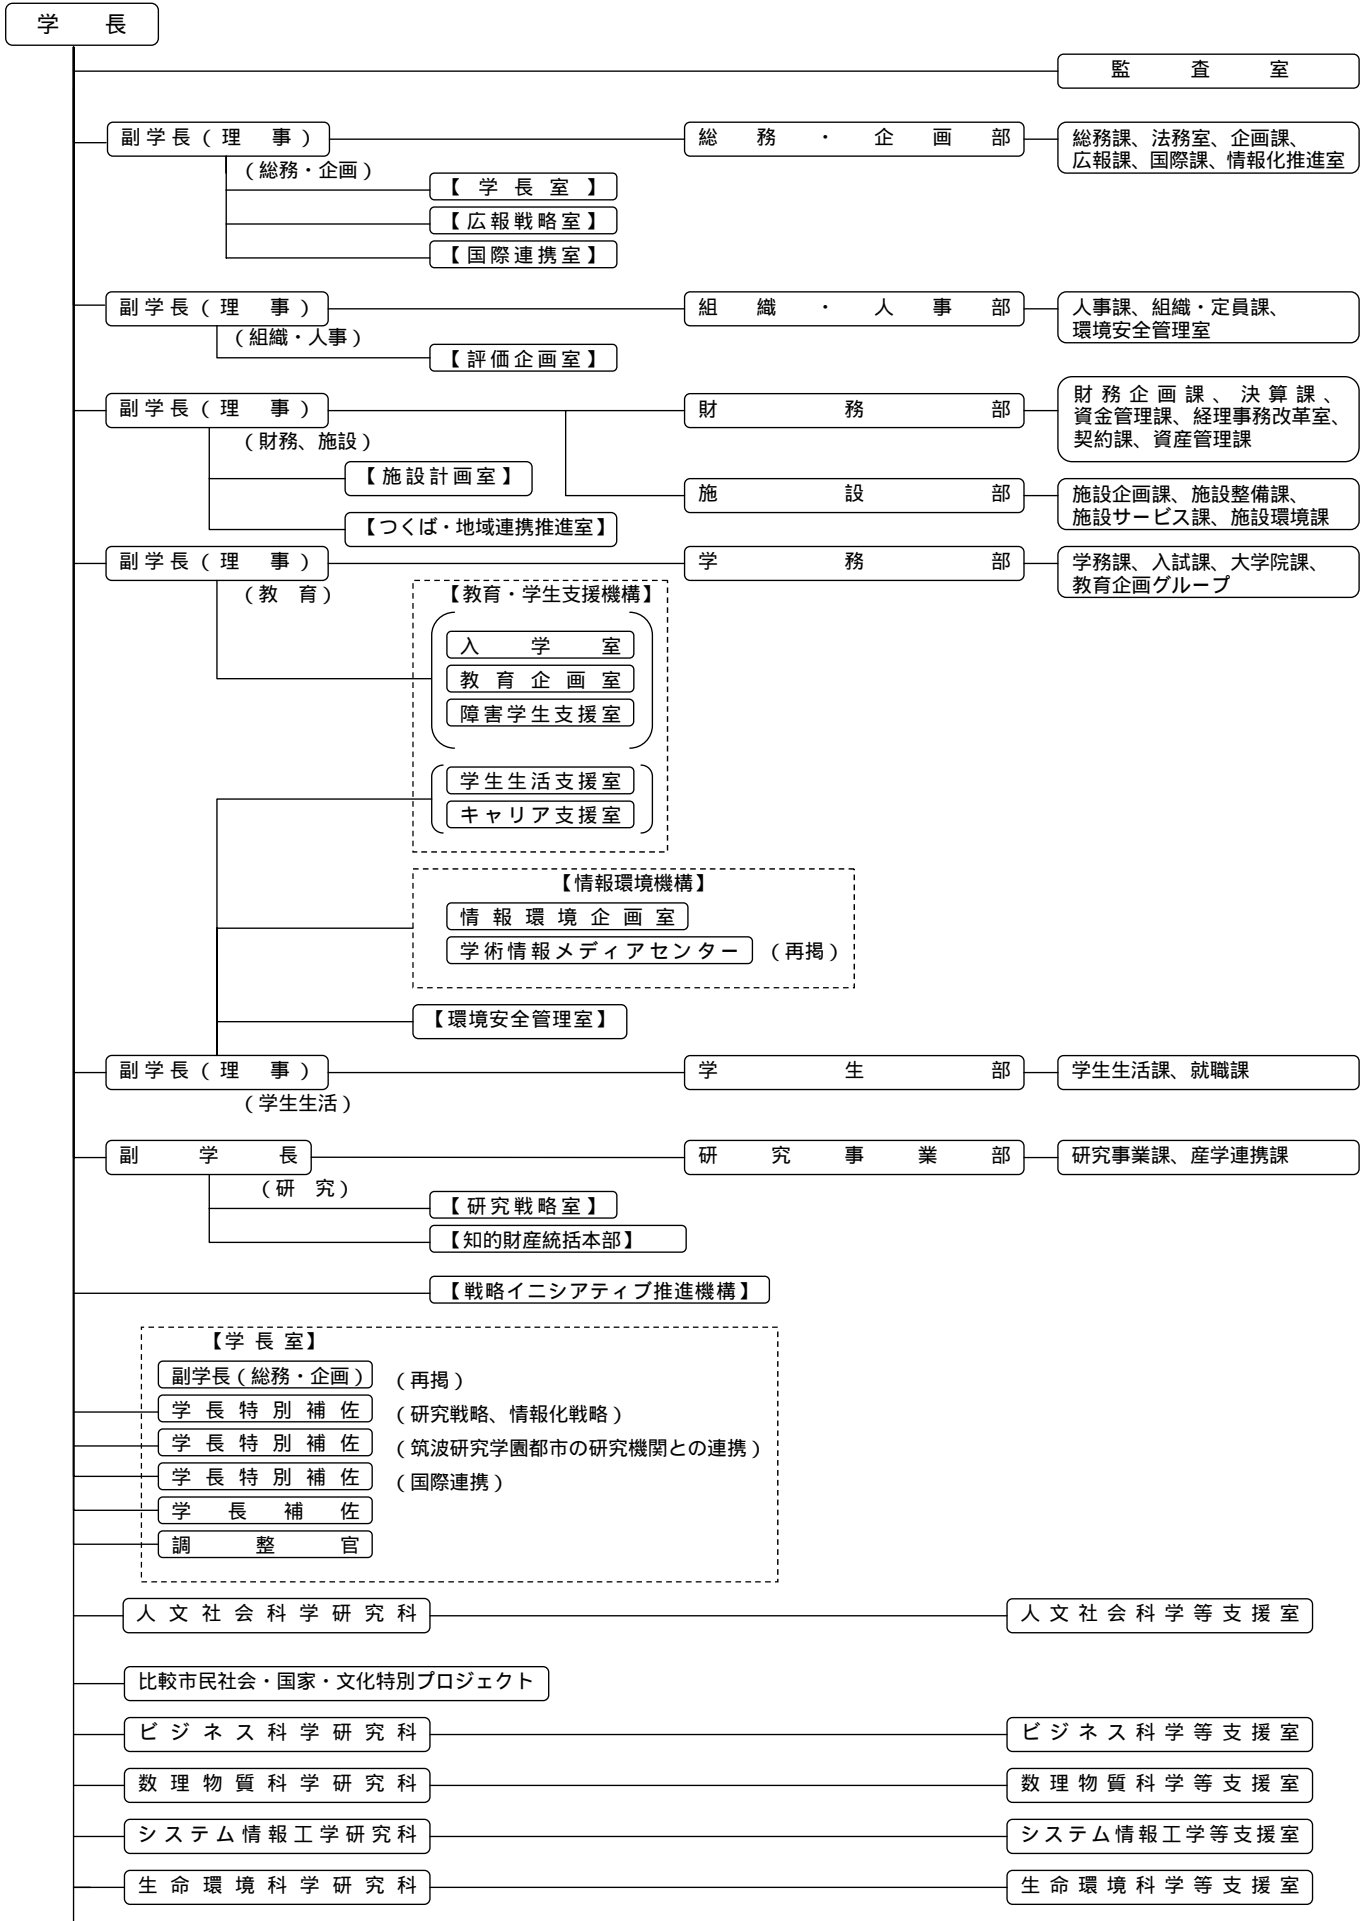 学長
監査室
副学長（理事） 総務・企画部 総務課、法務室、企画課、
広報課、国際課、情報化推進室
（総務・企画）
【学長室】
【広報戦略室】
【国際連携室】
副学長（理事） 組織・人事部 人事課、組織・定員課、
環境安全管理室
（組織・人事）
【評価企画室】
副学長（理事） 財務部 財務企画課、決算課、
資金管理課、経理事務改革室、
契約課、資産管理課
（財務、施設）
【施設計画室】
施設部 施設企画課、施設整備課、
施設サービス課、施設環境課
【つくば・地域連携推進室】
副学長（理事） 学務部 学務課、入試課、大学院課、
教育企画グループ
（教育）
【教育・学生支援機構】
入学室
教育企画室
障害学生支援室
学生生活支援室
キャリア支援室
【情報環境機構】
情報環境企画室
学術情報メディアセンター （再掲）
【環境安全管理室】
副学長（理事） 学生部 学生生活課、就職課
（学生生活）
副学長 研究事業部 研究事業課、産学連携課
（研究）
【研究戦略室】
【知的財産統括本部】
【戦略イニシアティブ推進機構】
【学長室】
副学長（総務・企画） （再掲）
学長特別補佐 （研究戦略、情報化戦略）
学長特別補佐 （筑波研究学園都市の研究機関との連携）
学長特別補佐 （国際連携）
学長補佐
調整官
人文社会科学研究科 人文社会科学等支援室
比較市民社会・国家・文化特別プロジェクト
ビジネス科学研究科 ビジネス科学等支援室
数理物質科学研究科 数理物質科学等支援室
システム情報工学研究科 システム情報工学等支援室
生命環境科学研究科 生命環境科学等支援室